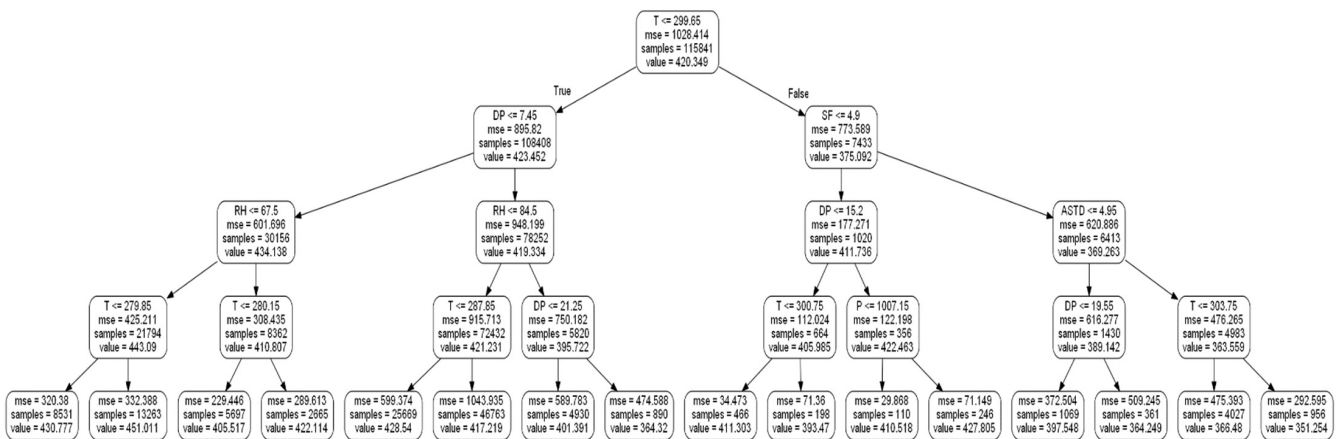 T <= 299.65
mse = 1028.414
samples = 115841
value = 420.349
True
False
DP <= 7.45
mse = 895.82
samples = 108408
value = 423.452
SF <= 4.9
mse = 773.589
samples = 7433
value = 375.092
RH <= 67.5
mse = 601.696
samples = 30156
value = 434.138
RH <= 84.5
mse = 948.199
samples = 78252
value = 419.334
DP <= 15.2
mse = 177.271
samples = 1020
value = 411.736
ASTD <= 4.95
mse = 620.886
samples = 6413
value = 369.263
T <= 279.85
mse = 425.211
samples = 21794
value = 443.09
T <= 280.15
mse = 308.435
samples = 8362
value = 410.807
T <= 287.85
mse = 915.713
samples = 72432
value = 421.231
DP <= 21.25
mse = 750.182
samples = 5820
value = 395.722
T <= 300.75
mse = 112.024
samples = 664
value = 405.985
P <= 1007.15
mse = 122.198
samples = 356
value = 422.463
DP <= 19.55
mse = 616.277
samples = 1430
value = 389.142
T <= 303.75
mse = 476.265
samples = 4983
value = 363.559
mse = 320.38
samples = 8531
value = 430.777
mse = 332.388
samples = 13263
value = 451.011
mse = 229.446
samples = 5697
value = 405.517
mse = 289.613
samples = 2665
value = 422.114
mse = 599.374
samples = 25669
value = 428.54
mse = 1043.935
samples = 46763
value = 417.219
mse = 589.783
samples = 4930
value = 401.391
mse = 474.588
samples = 890
value = 364.32
mse = 34.473
samples = 466
value = 411.303
mse = 71.36
samples = 198
value = 393.47
mse = 29.868
samples = 110
value = 410.518
mse = 71.149
samples = 246
value = 427.805
mse = 372.504
samples = 1069
value = 397.548
mse = 509.245
samples = 361
value = 364.249
mse = 475.393
samples = 4027
value = 366.48
mse = 292.595
samples = 956
value = 351.254